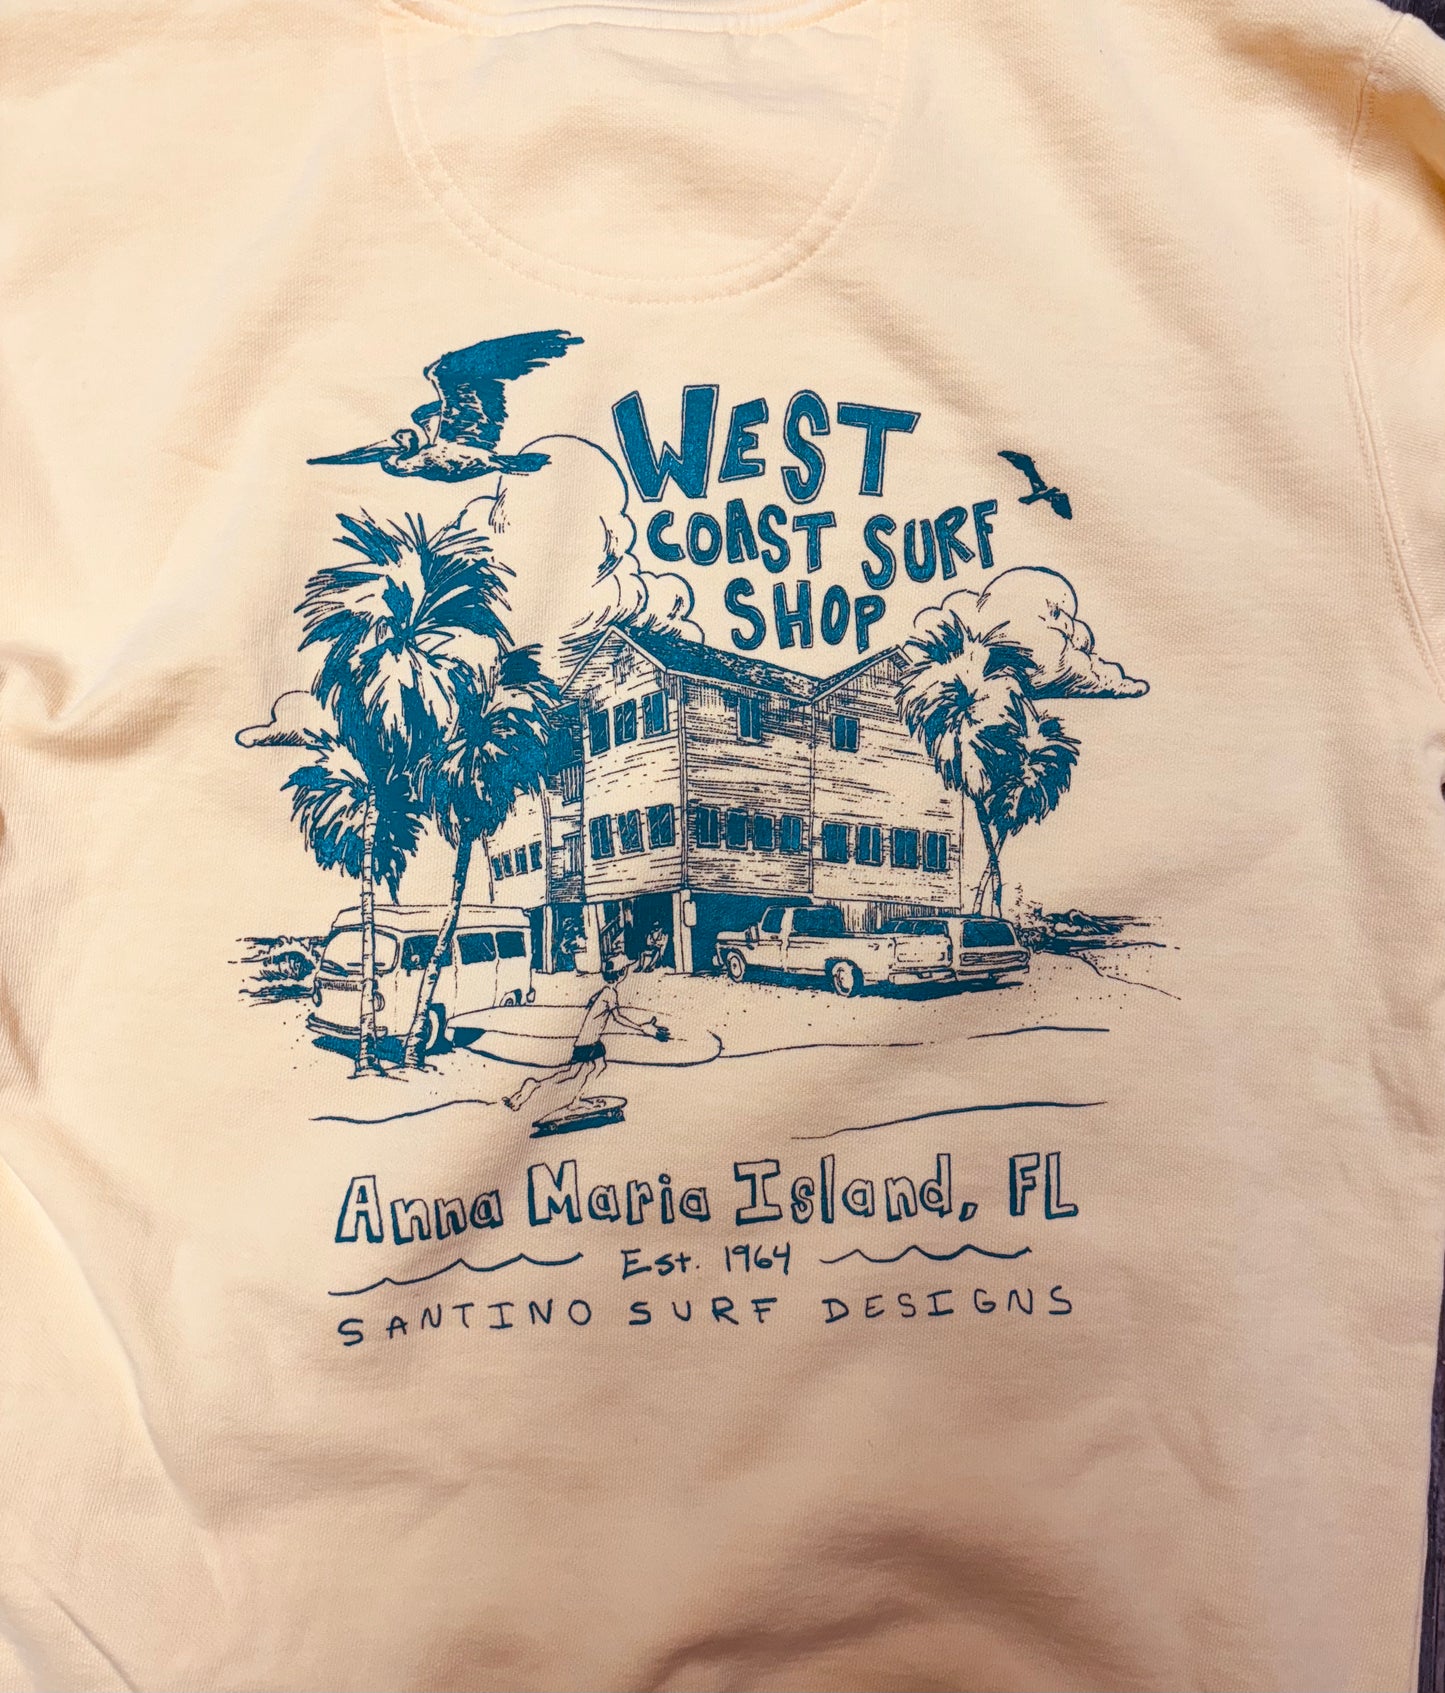 WEST
COAST SURF
SHOP
Anna Maria Island, FL
Est. 1964
SANTINO SURF DESIGNS